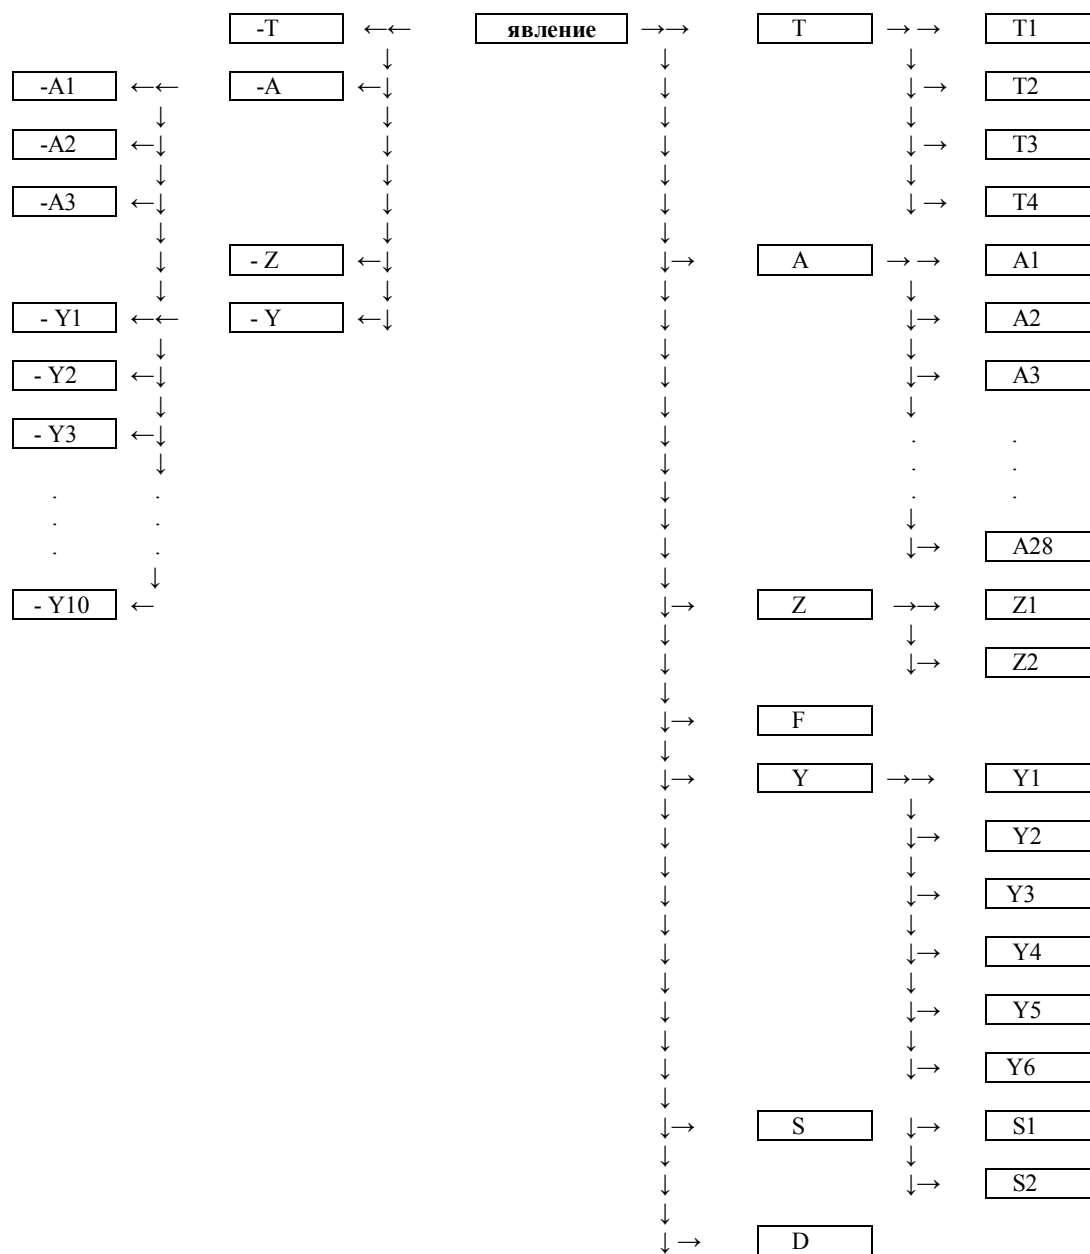 -T ←← явление →→ T →→ T1
↓ ↓ ↓
-A1 ←← -A ←↓ ↓ ↓→ T2
↓ ↓ ↓ ↓
-A2 ←↓ ↓ ↓ ↓→ T3
↓ ↓ ↓ ↓
-A3 ←↓ ↓ ↓ ↓→ T4
↓ ↓ ↓
↓ - Z ←↓ ↓→ A →→ A1
↓ ↓ ↓ ↓
- Y1 ←← - Y ←↓ ↓ ↓→ A2
↓ ↓ ↓
- Y2 ←↓ ↓ ↓→ A3
↓ ↓ ↓
- Y3 ←↓ ↓ . .
↓ ↓ . .
. . ↓ . .
. . ↓ ↓
. . ↓ ↓→ A28
↓ ↓
- Y10 ← ↓→ Z →→ Z1
↓ ↓
↓ ↓→ Z2
↓
↓→ F
↓
↓→ Y →→ Y1
↓ ↓
↓ ↓→ Y2
↓ ↓
↓ ↓→ Y3
↓ ↓
↓ ↓→ Y4
↓ ↓
↓ ↓→ Y5
↓ ↓
↓ ↓→ Y6
↓
↓→ S ↓→ S1
↓ ↓
↓ ↓→ S2
↓
↓ → D